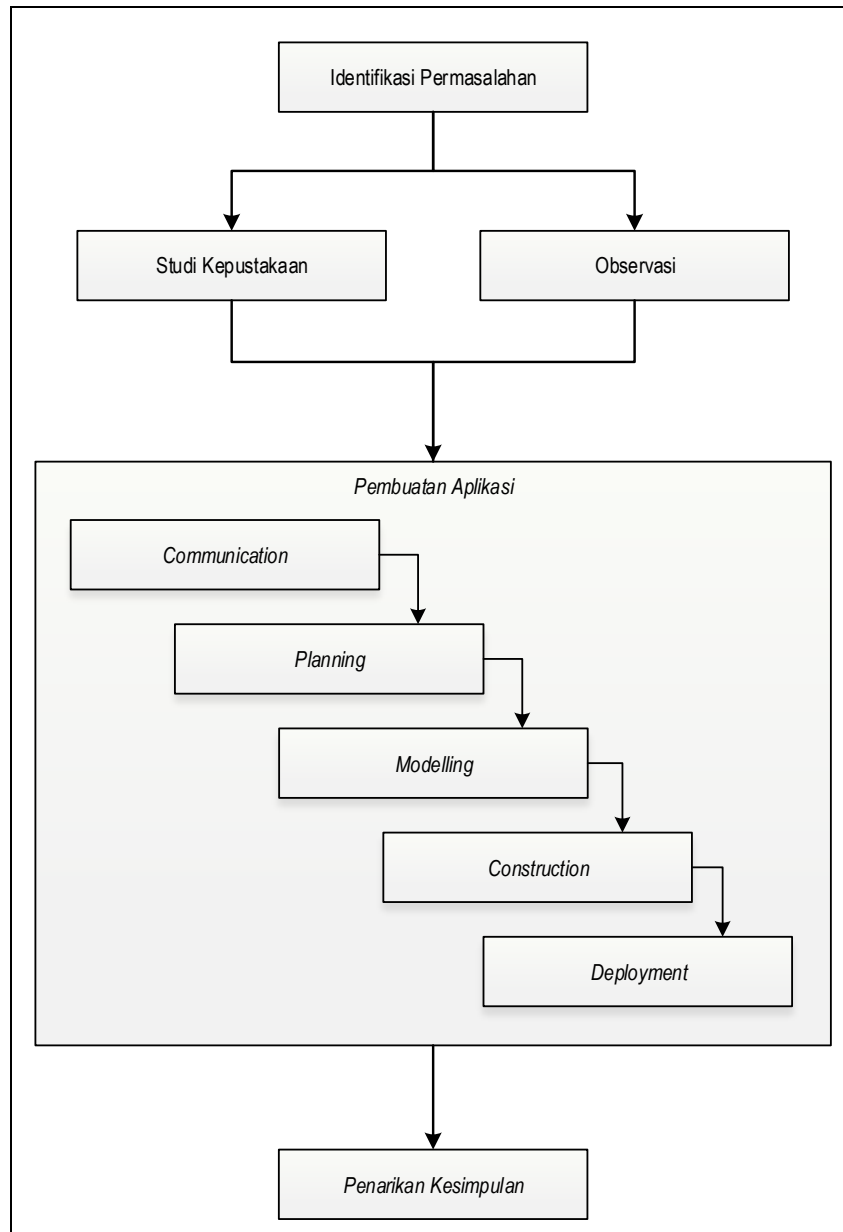 Identifikasi Permasalahan
Studi Kepustakaan
Observasi
Pembuatan Aplikasi
Communication
Planning
Modelling
Construction
Deployment
Penarikan Kesimpulan